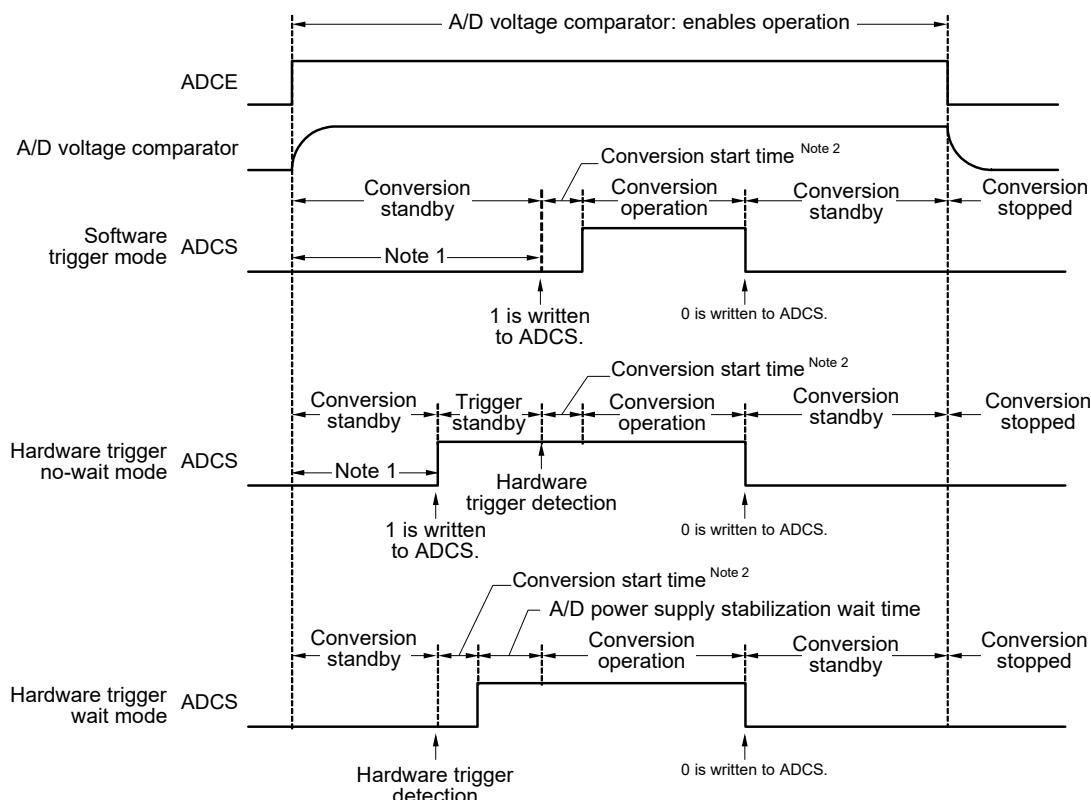 A/D voltage comparator: enables operation
ADCE
A/D voltage comparator
Conversion start time Note 2
Conversion
standby
Conversion
operation
Conversion
standby
Conversion
stopped
Software
trigger mode
ADCS
Note 1
1 is written
to ADCS.
0 is written to ADCS.
Conversion start time Note 2
Conversion
standby
Trigger
standby
Conversion
operation
Conversion
standby
Conversion
stopped
Hardware trigger
no-wait mode
ADCS
Note 1
Hardware
trigger detection
1 is written
to ADCS.
0 is written to ADCS.
Conversion start time Note 2
A/D power supply stabilization wait time
Conversion
standby
Conversion
operation
Conversion
standby
Conversion
stopped
Hardware trigger
wait mode
ADCS
Hardware trigger
detection
0 is written to ADCS.